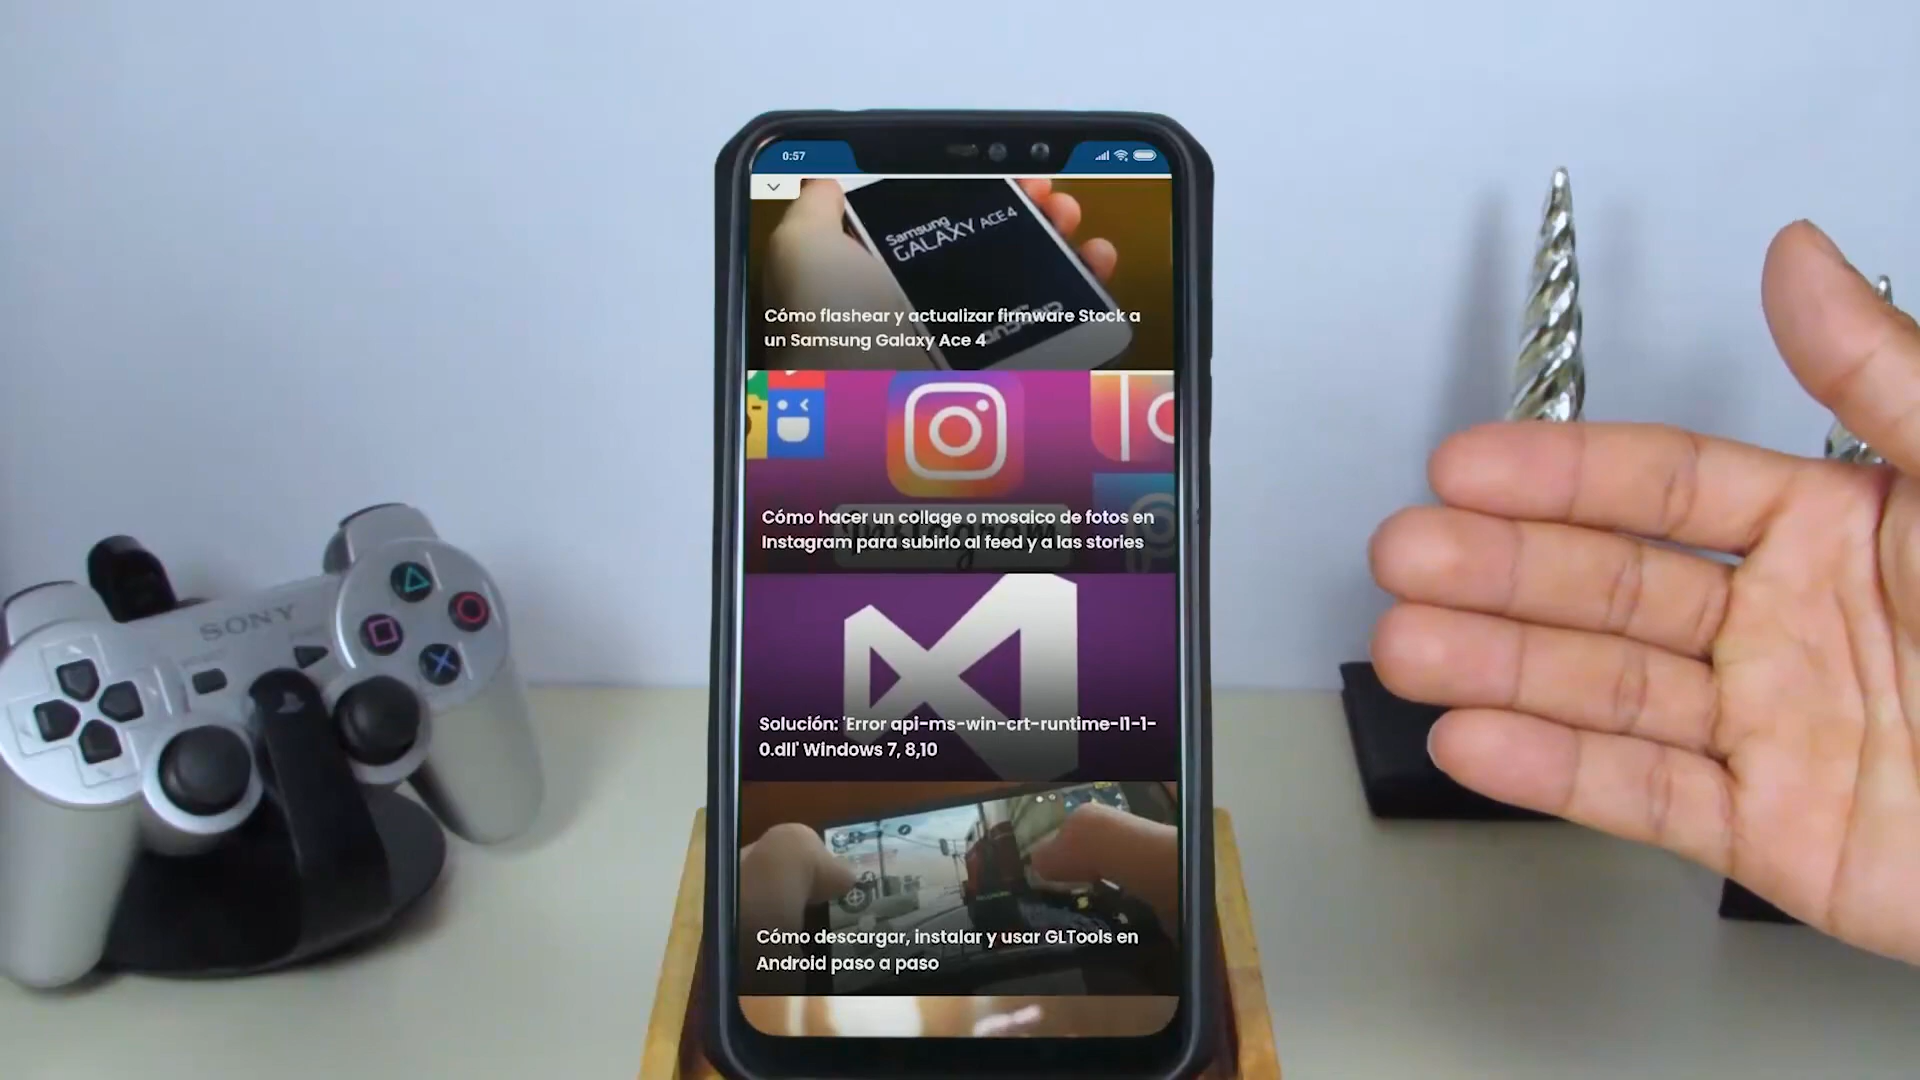 0:57
Samsung
GALAXY ACE 4
Cómo flashear y actualizar firmware Stock a
un Samsung Galaxy Ace 4
Cómo hacer un collage o mosaico de fotos en
Instagram para subirlo al feed y a las stories
Solución: 'Error api-ms-win-crt-runtime-l1-1-
0.dll' Windows 7, 8,10
Cómo descargar, instalar y usar GLTools en
Android paso a paso
SONY